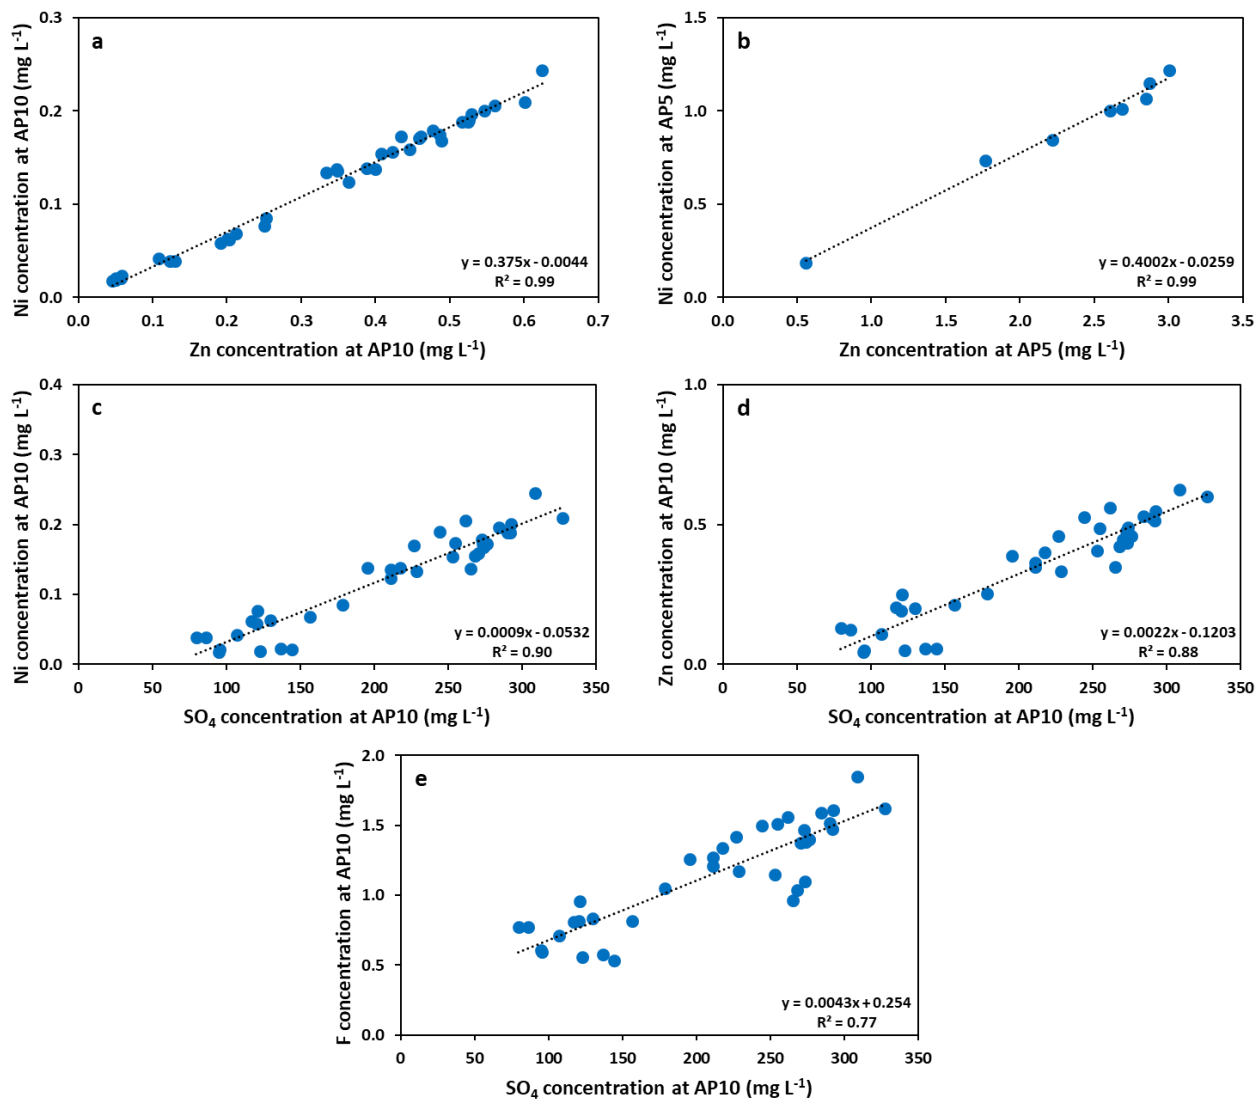 a
Ni concentration at AP10 (mg L⁻¹)
0.3
0.2
0.1
0.0
y = 0.375x - 0.0044
R² = 0.99
0.0 0.1 0.2 0.3 0.4 0.5 0.6 0.7
Zn concentration at AP10 (mg L⁻¹)
b
Ni concentration at AP5 (mg L⁻¹)
1.5
1.0
0.5
0.0
y = 0.4002x - 0.0259
R² = 0.99
0.0 0.5 1.0 1.5 2.0 2.5 3.0 3.5
Zn concentration at AP5 (mg L⁻¹)
c
Ni concentration at AP10 (mg L⁻¹)
0.4
0.3
0.2
0.1
0.0
y = 0.0009x - 0.0532
R² = 0.90
0 50 100 150 200 250 300 350
SO₄ concentration at AP10 (mg L⁻¹)
d
Zn concentration at AP10 (mg L⁻¹)
1.0
0.5
0.0
y = 0.0022x - 0.1203
R² = 0.88
0 50 100 150 200 250 300 350
SO₄ concentration at AP10 (mg L⁻¹)
e
F concentration at AP10 (mg L⁻¹)
2.0
1.5
1.0
0.5
0.0
y = 0.0043x + 0.254
R² = 0.77
0 50 100 150 200 250 300 350
SO₄ concentration at AP10 (mg L⁻¹)